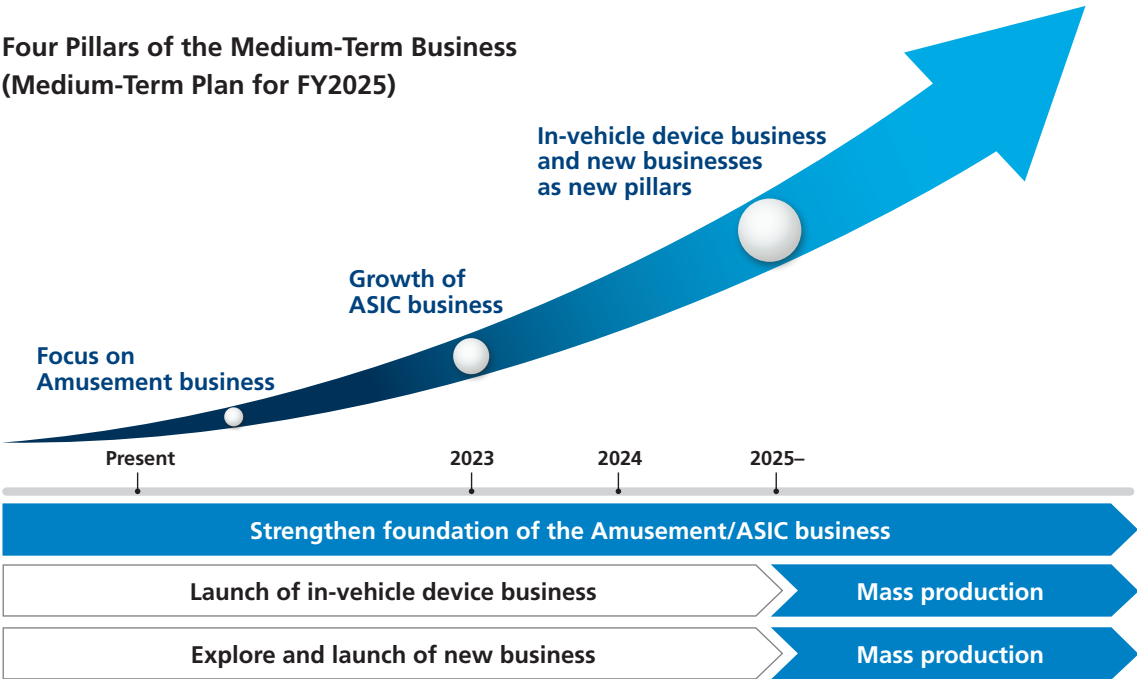 Four Pillars of the Medium-Term Business
(Medium-Term Plan for FY2025)
In-vehicle device business
and new businesses
as new pillars
Growth of
ASIC business
Focus on
Amusement business
Present
2023
2024
2025–
Strengthen foundation of the Amusement/ASIC business
Launch of in-vehicle device business
Mass production
Explore and launch of new business
Mass production